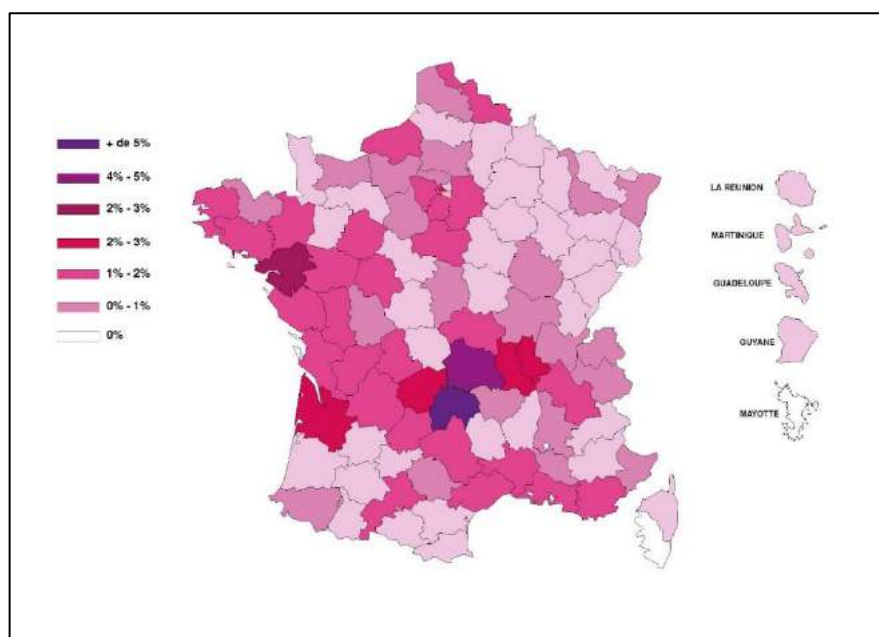 + de 5%
4% - 5%
2% - 3%
2% - 3%
1% - 2%
0% - 1%
0%
LA REUNION
MARTINIQUE
GUADELOUPE
GUYANE
MAYOTTE